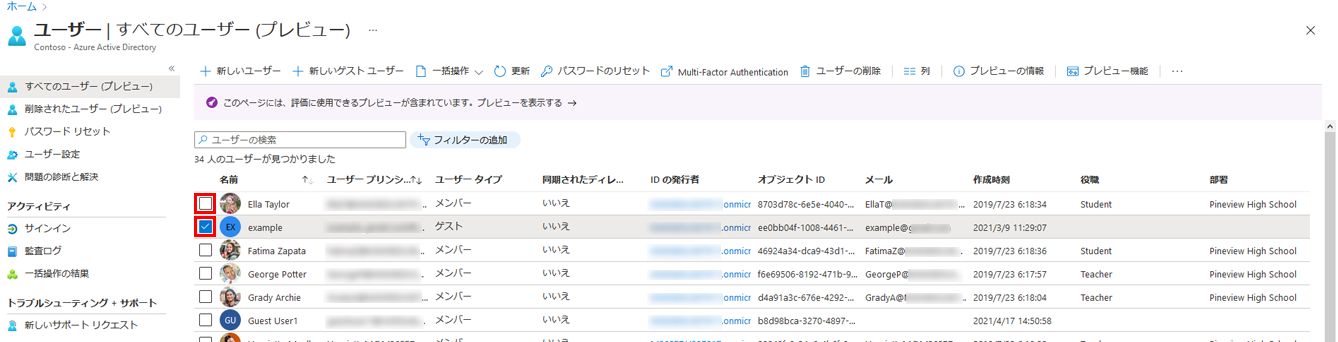 ホーム >
ユーザー | すべてのユーザー (プレビュー) ...
Contoso - Azure Active Directory
«
すべてのユーザー (プレビュー)
削除されたユーザー (プレビュー)
パスワード リセット
ユーザー設定
問題の診断と解決
アクティビティ
サインイン
監査ログ
一括操作の結果
トラブルシューティング + サポート
新しいサポート リクエスト
+ 新しいユーザー + 新しいゲスト ユーザー 一括操作 更新 パスワードのリセット Multi-Factor Authentication ユーザーの削除 列 プレビューの情報 プレビュー機能 ...
このページには、評価に使用できるプレビューが含まれています。プレビューを表示する →
ユーザーの検索 フィルターの追加
34 人のユーザーが見つかりました
名前 ユーザー プリンシ... ユーザー タイプ 同期されたディレ... ID の発行者 オブジェクト ID メール 作成時刻 役職 部署
Ella Taylor メンバー いいえ .onmicr 8703d78c-6e5e-4040-... EllaT@ 2019/7/23 6:18:34 Student Pineview High School
EX example ゲスト いいえ .onmicr ee0bb04f-1008-4461-... example@ 2021/3/9 11:29:07
Fatima Zapata メンバー いいえ .onmicr 46924a34-dca9-43d1-... FatimaZ@ 2019/7/23 6:18:36 Student Pineview High School
George Potter メンバー いいえ .onmicr f6e69506-8192-471b-9... GeorgeP@ 2019/7/23 6:17:57 Teacher Pineview High School
Grady Archie メンバー いいえ .onmicr d4a91a3c-676e-4292-... GradyA@ 2019/7/23 6:18:04 Teacher Pineview High School
GU Guest User1 メンバー いいえ .onmicr b8d98bca-3270-4897-... 2021/4/17 14:50:58